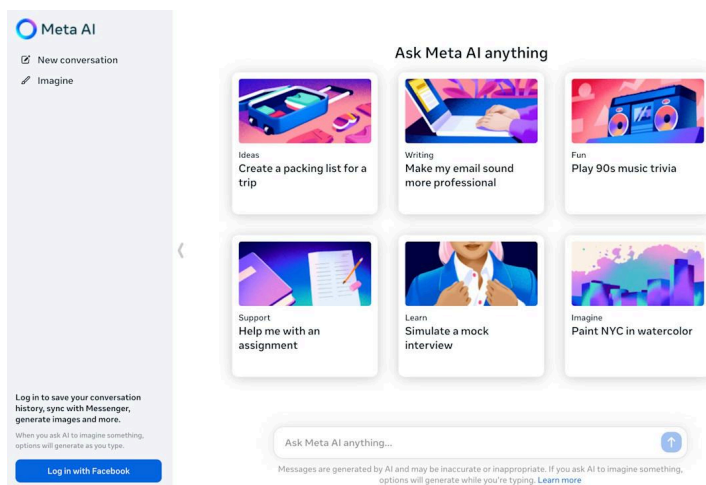 Meta AI
New conversation
Imagine
Log in to save your conversation
history, sync with Messenger,
generate images and more.
When you ask AI to imagine something,
options will generate as you type.
Log in with Facebook
Ask Meta AI anything
Ideas
Create a packing list for a
trip
Writing
Make my email sound
more professional
Fun
Play 90s music trivia
Support
Help me with an
assignment
Learn
Simulate a mock
interview
Imagine
Paint NYC in watercolor
Ask Meta AI anything...
Messages are generated by AI and may be inaccurate or inappropriate. If you ask AI to imagine something,
options will generate while you're typing. Learn more